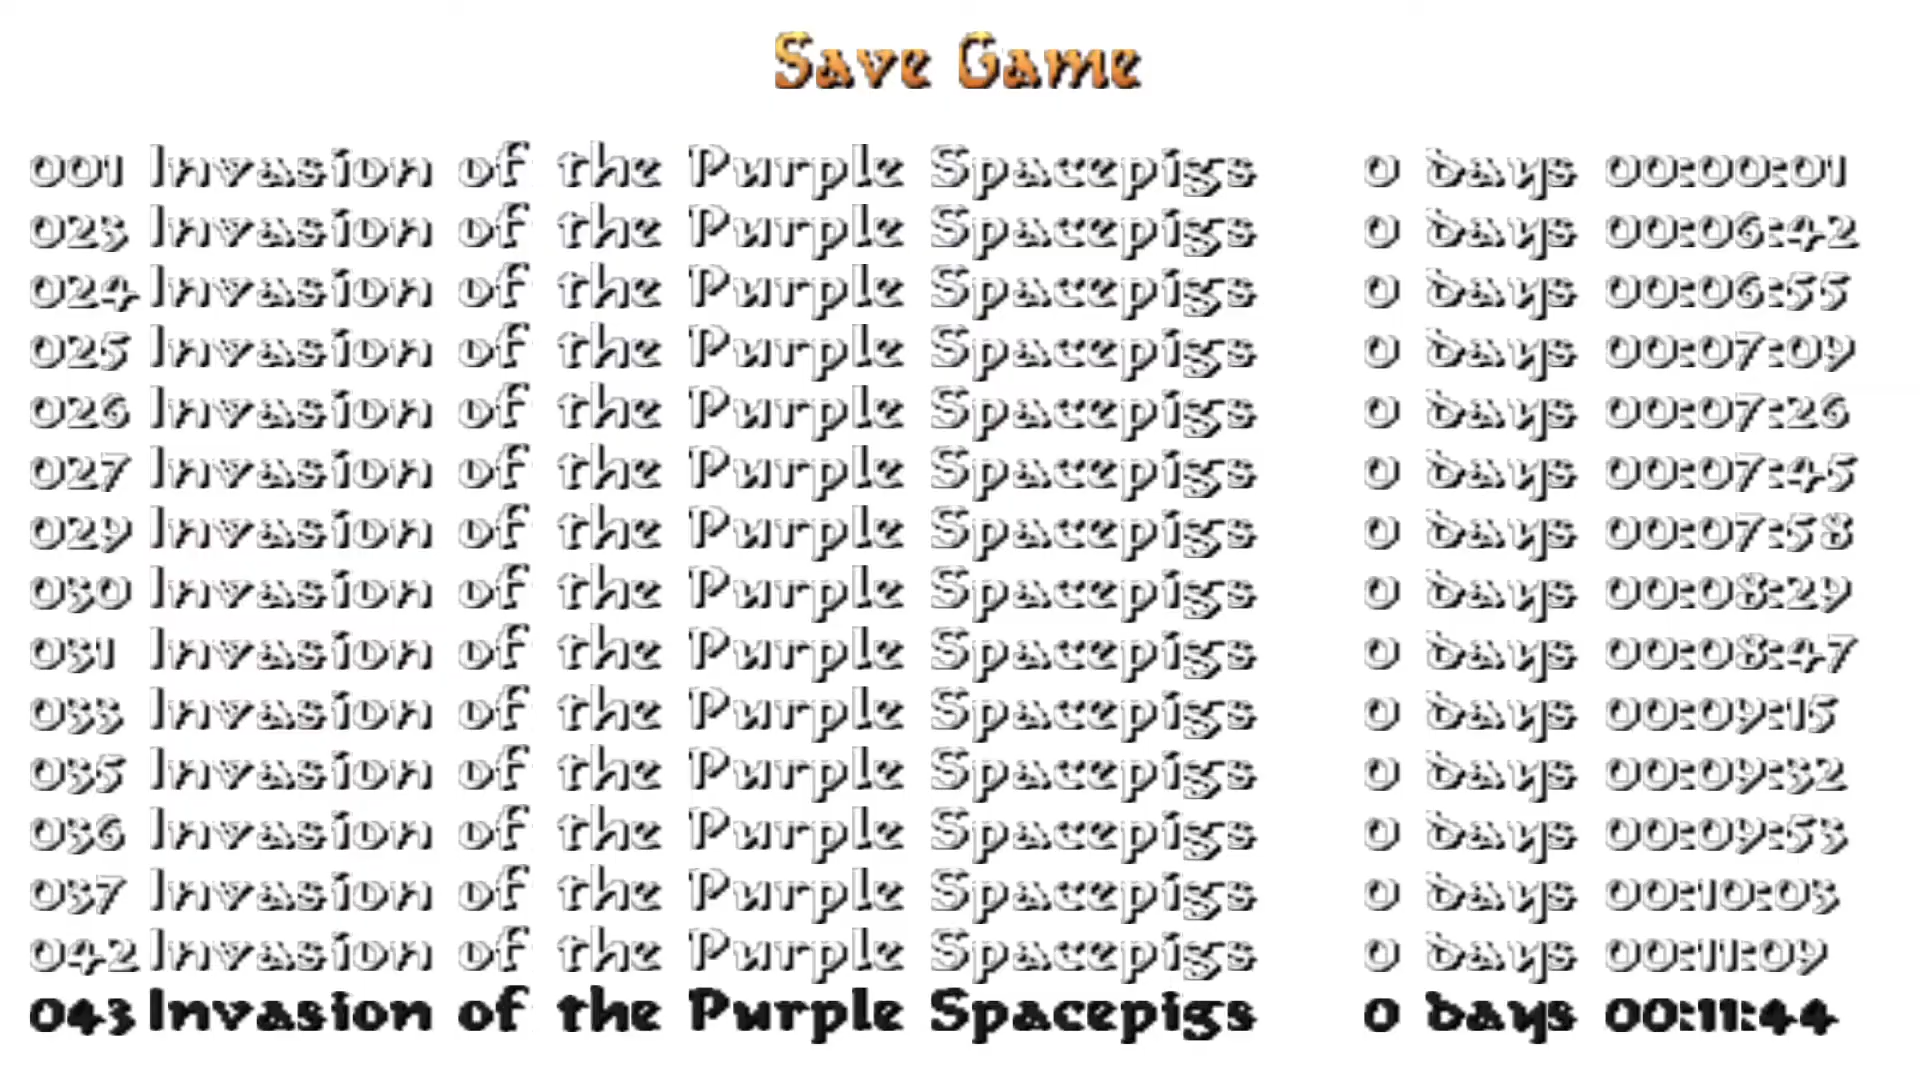 Save Game
001 Invasion of the Purple Spacepigs 0 days 00:00:01
023 Invasion of the Purple Spacepigs 0 days 00:06:42
024 Invasion of the Purple Spacepigs 0 days 00:06:55
025 Invasion of the Purple Spacepigs 0 days 00:07:09
026 Invasion of the Purple Spacepigs 0 days 00:07:26
027 Invasion of the Purple Spacepigs 0 days 00:07:45
029 Invasion of the Purple Spacepigs 0 days 00:07:58
030 Invasion of the Purple Spacepigs 0 days 00:08:29
031 Invasion of the Purple Spacepigs 0 days 00:08:47
033 Invasion of the Purple Spacepigs 0 days 00:09:15
035 Invasion of the Purple Spacepigs 0 days 00:09:32
036 Invasion of the Purple Spacepigs 0 days 00:09:53
037 Invasion of the Purple Spacepigs 0 days 00:10:03
042 Invasion of the Purple Spacepigs 0 days 00:11:09
043 Invasion of the Purple Spacepigs 0 days 00:11:44